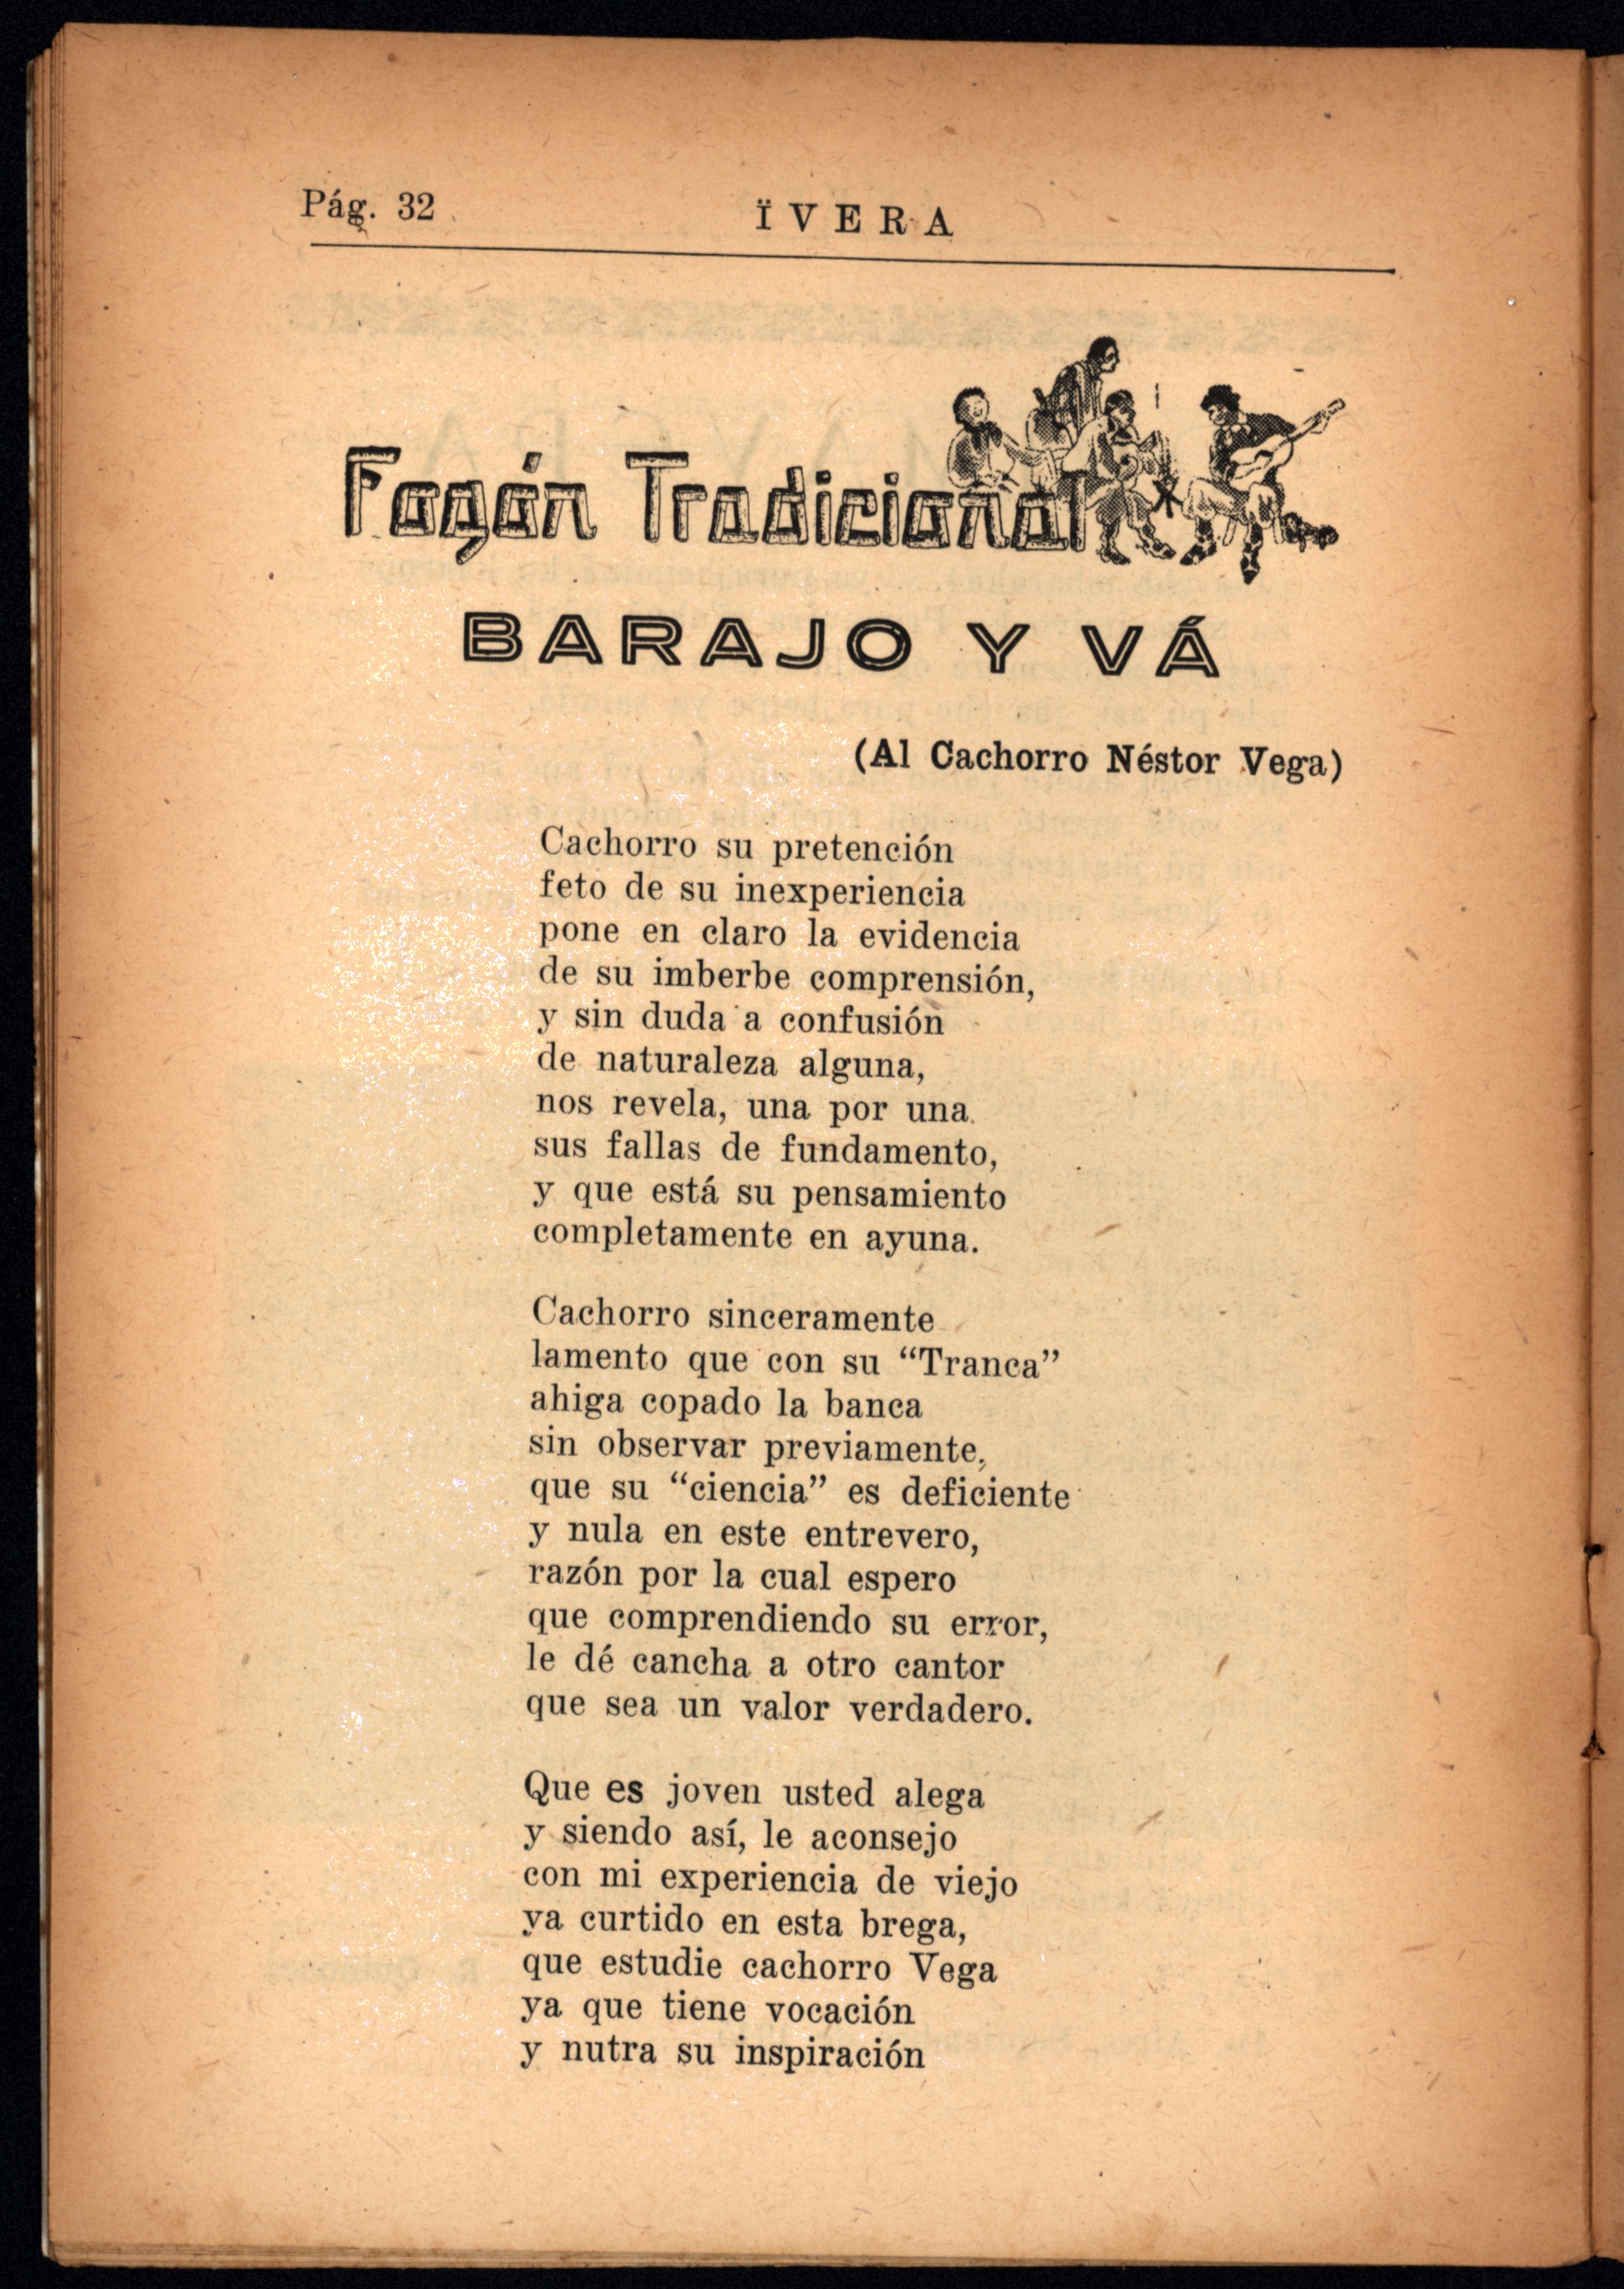 Pág. 32
ÏVERA
Fogón Tradicional
BARAJO Y VÁ
(Al Cachorro Néstor Vega)
Cachorro su pretención
feto de su inexperiencia
pone en claro la evidencia
de su imberbe comprensión,
y sin duda a confusión
de naturaleza alguna,
nos revela, una por una
sus fallas de fundamento,
y que está su pensamiento
completamente en ayuna.
Cachorro sinceramente
lamento que con su “Tranca”
ahiga copado la banca
sin observar previamente,
que su “ciencia” es deficiente
y nula en este entrevero,
razón por la cual espero
que comprendiendo su error,
le dé cancha a otro cantor
que sea un valor verdadero.
Que es joven usted alega
y siendo así, le aconsejo
con mi experiencia de viejo
ya curtido en esta brega,
que estudie cachorro Vega
ya que tiene vocación
y nutra su inspiración